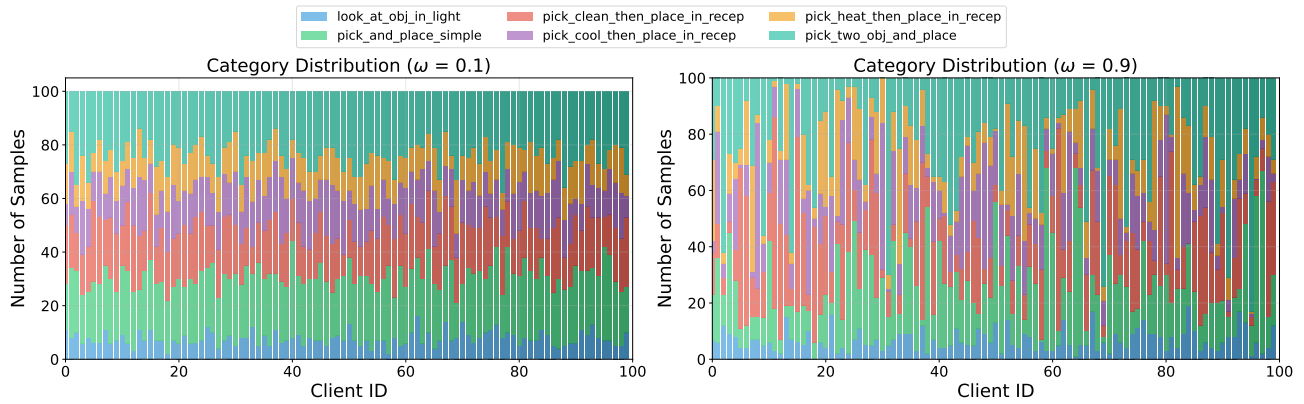 look_at_obj_in_light pick_clean_then_place_in_recep pick_heat_then_place_in_recep
pick_and_place_simple pick_cool_then_place_in_recep pick_two_obj_and_place
Category Distribution (ω = 0.1)
Number of Samples
100
80
60
40
20
0
0 20 40 60 80 100
Client ID
Category Distribution (ω = 0.9)
Number of Samples
100
80
60
40
20
0
0 20 40 60 80 100
Client ID